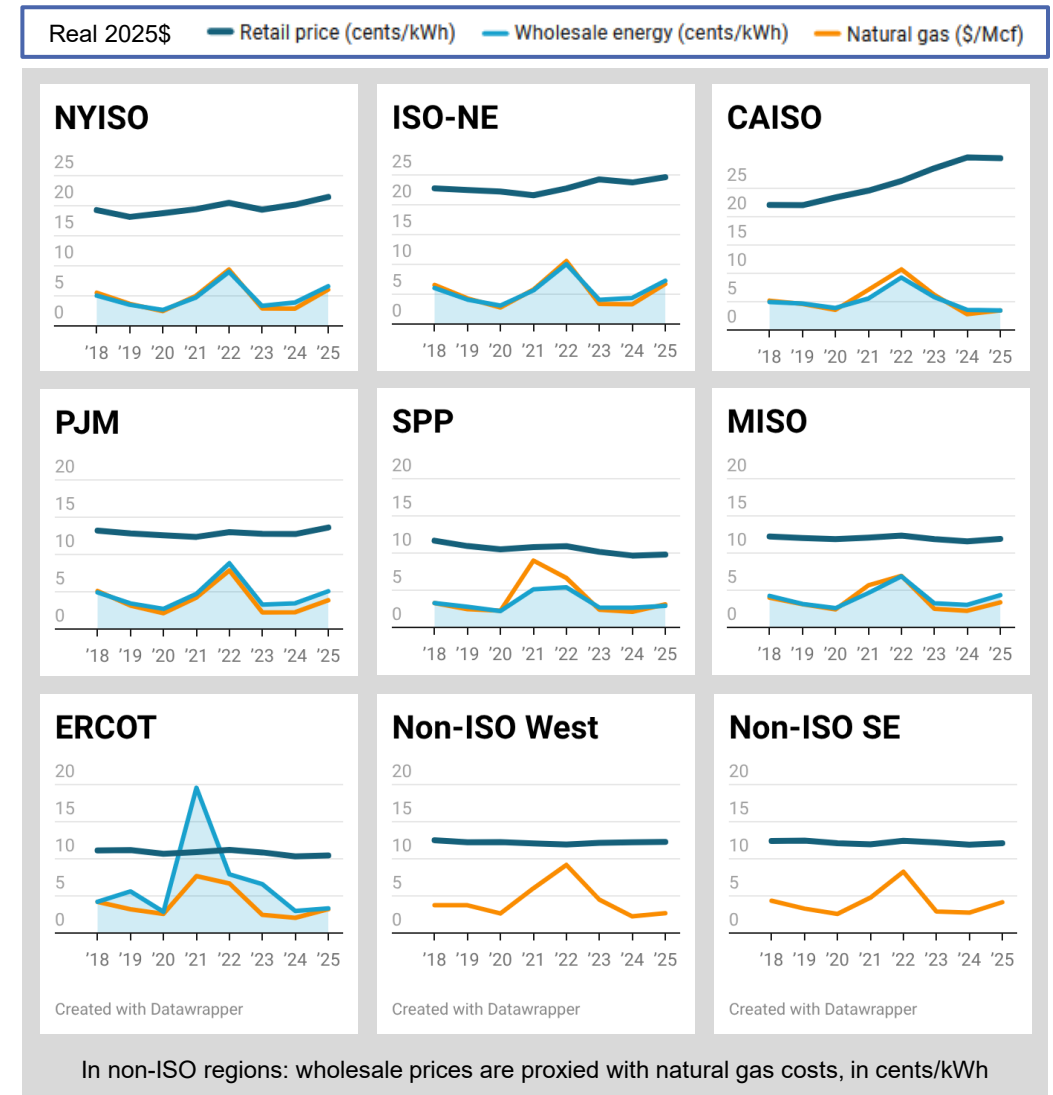 Real 2025$ Retail price (cents/kWh) Wholesale energy (cents/kWh) Natural gas ($/Mcf)
NYISO
25
20
15
10
5
0
'18 '19 '20 '21 '22 '23 '24 '25
ISO-NE
25
20
15
10
5
0
'18 '19 '20 '21 '22 '23 '24 '25
CAISO
25
20
15
10
5
0
'18 '19 '20 '21 '22 '23 '24 '25
PJM
20
15
10
5
0
'18 '19 '20 '21 '22 '23 '24 '25
SPP
20
15
10
5
0
'18 '19 '20 '21 '22 '23 '24 '25
MISO
20
15
10
5
0
'18 '19 '20 '21 '22 '23 '24 '25
ERCOT
20
15
10
5
0
'18 '19 '20 '21 '22 '23 '24 '25
Created with Datawrapper
Non-ISO West
20
15
10
5
0
'18 '19 '20 '21 '22 '23 '24 '25
Created with Datawrapper
Non-ISO SE
20
15
10
5
0
'18 '19 '20 '21 '22 '23 '24 '25
Created with Datawrapper
In non-ISO regions: wholesale prices are proxied with natural gas costs, in cents/kWh